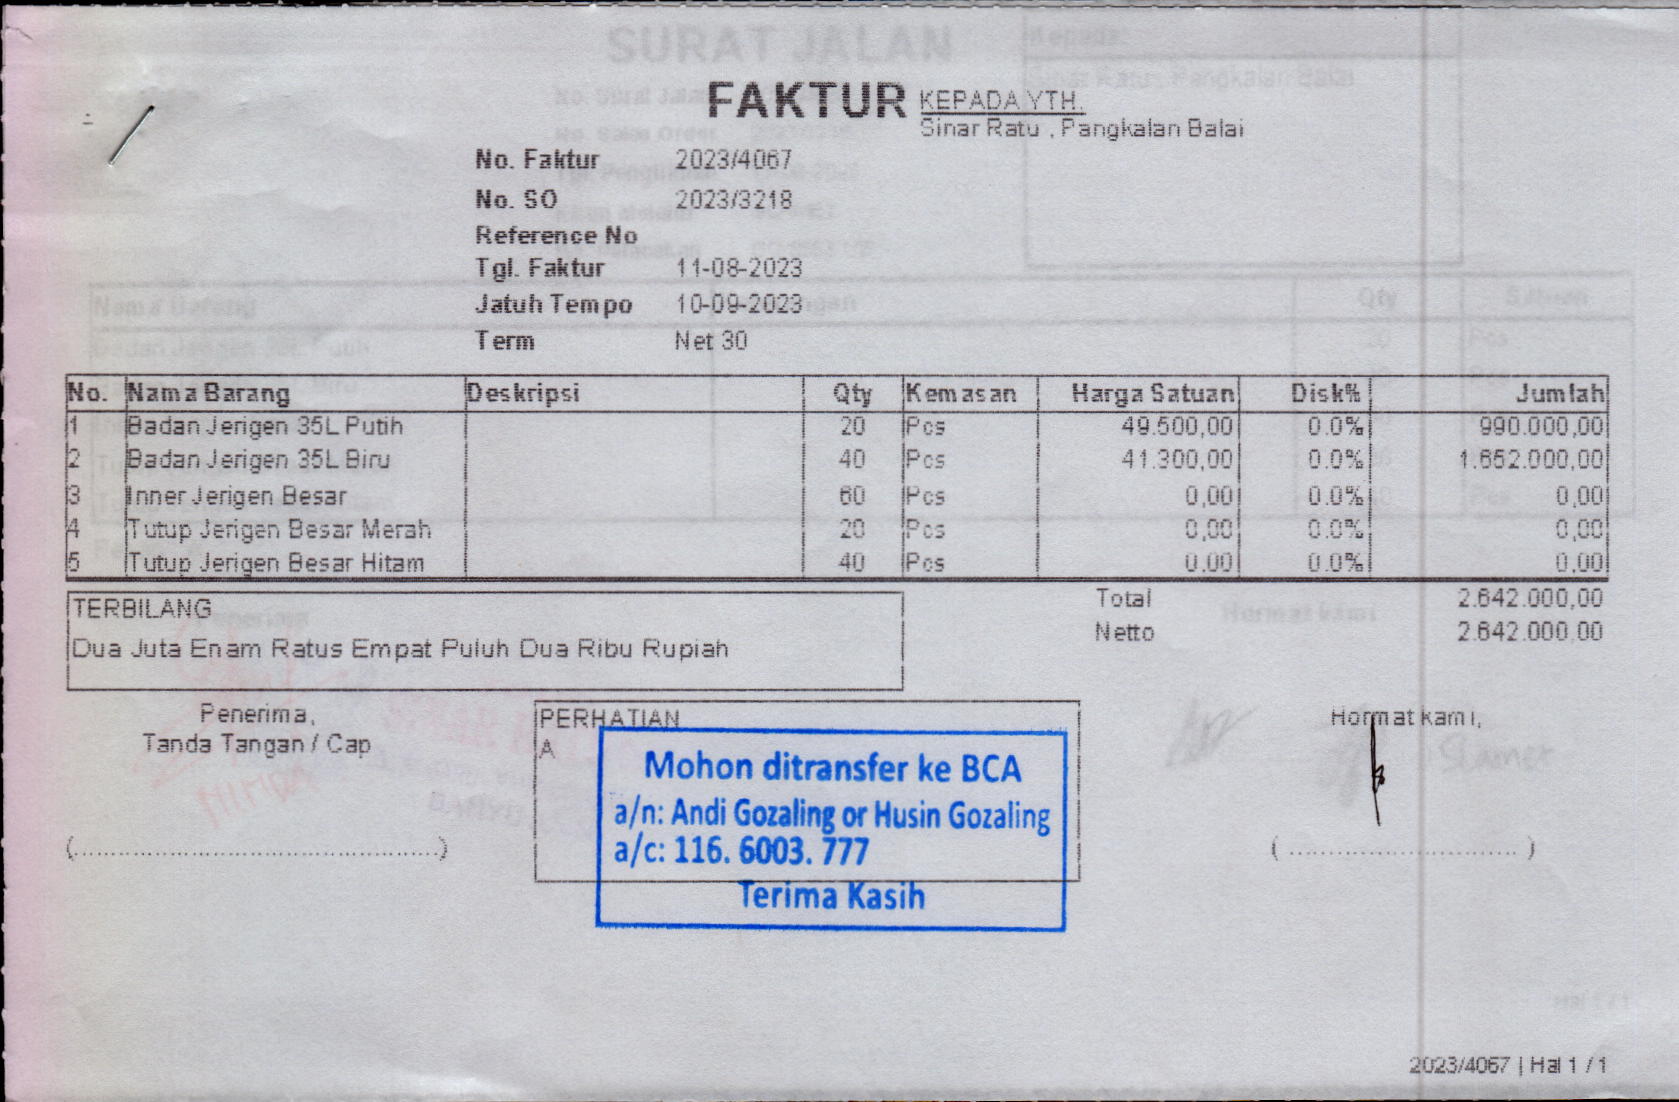 SURAT JALAN
Kepada:
FAKTUR KEPADA YTH.
Sinar Ratu , Pangkalan Balai
No. Faktur 2023/4067
No. SO 2023/3218
Reference No
Tgl. Faktur 11-08-2023
Jatuh Tempo 10-09-2023
Term Net 30
No. Nama Barang Deskripsi Qty Kemasan Harga Satuan Disk% Jumlah
1 Badan Jerigen 35L Putih 20 Pcs 49.500,00 0.0% 990.000,00
2 Badan Jerigen 35L Biru 40 Pcs 41.300,00 0.0% 1.652.000,00
3 Inner Jerigen Besar 60 Pcs 0,00 0.0% 0,00
4 Tutup Jerigen Besar Merah 20 Pcs 0,00 0.0% 0,00
5 Tutup Jerigen Besar Hitam 40 Pcs 0,00 0.0% 0,00
Total 2.642.000,00
Netto 2.642.000,00
TERBILANG
Dua Juta Enam Ratus Empat Puluh Dua Ribu Rupiah
Penerima,
Tanda Tangan / Cap
(........................................)
PERHATIAN
A
Mohon ditransfer ke BCA
a/n: Andi Gozaling or Husin Gozaling
a/c: 116. 6003. 777
Terima Kasih
Hormat kami,
Slamet
( ............................ )
2023/4067 | Hal 1 / 1